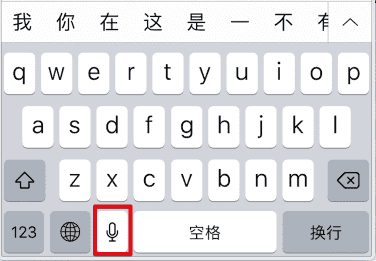 我 你 在 这 是 一 不 有
q w e r t y u i o p
a s d f g h j k l
z x c v b n m
123 空格 换行